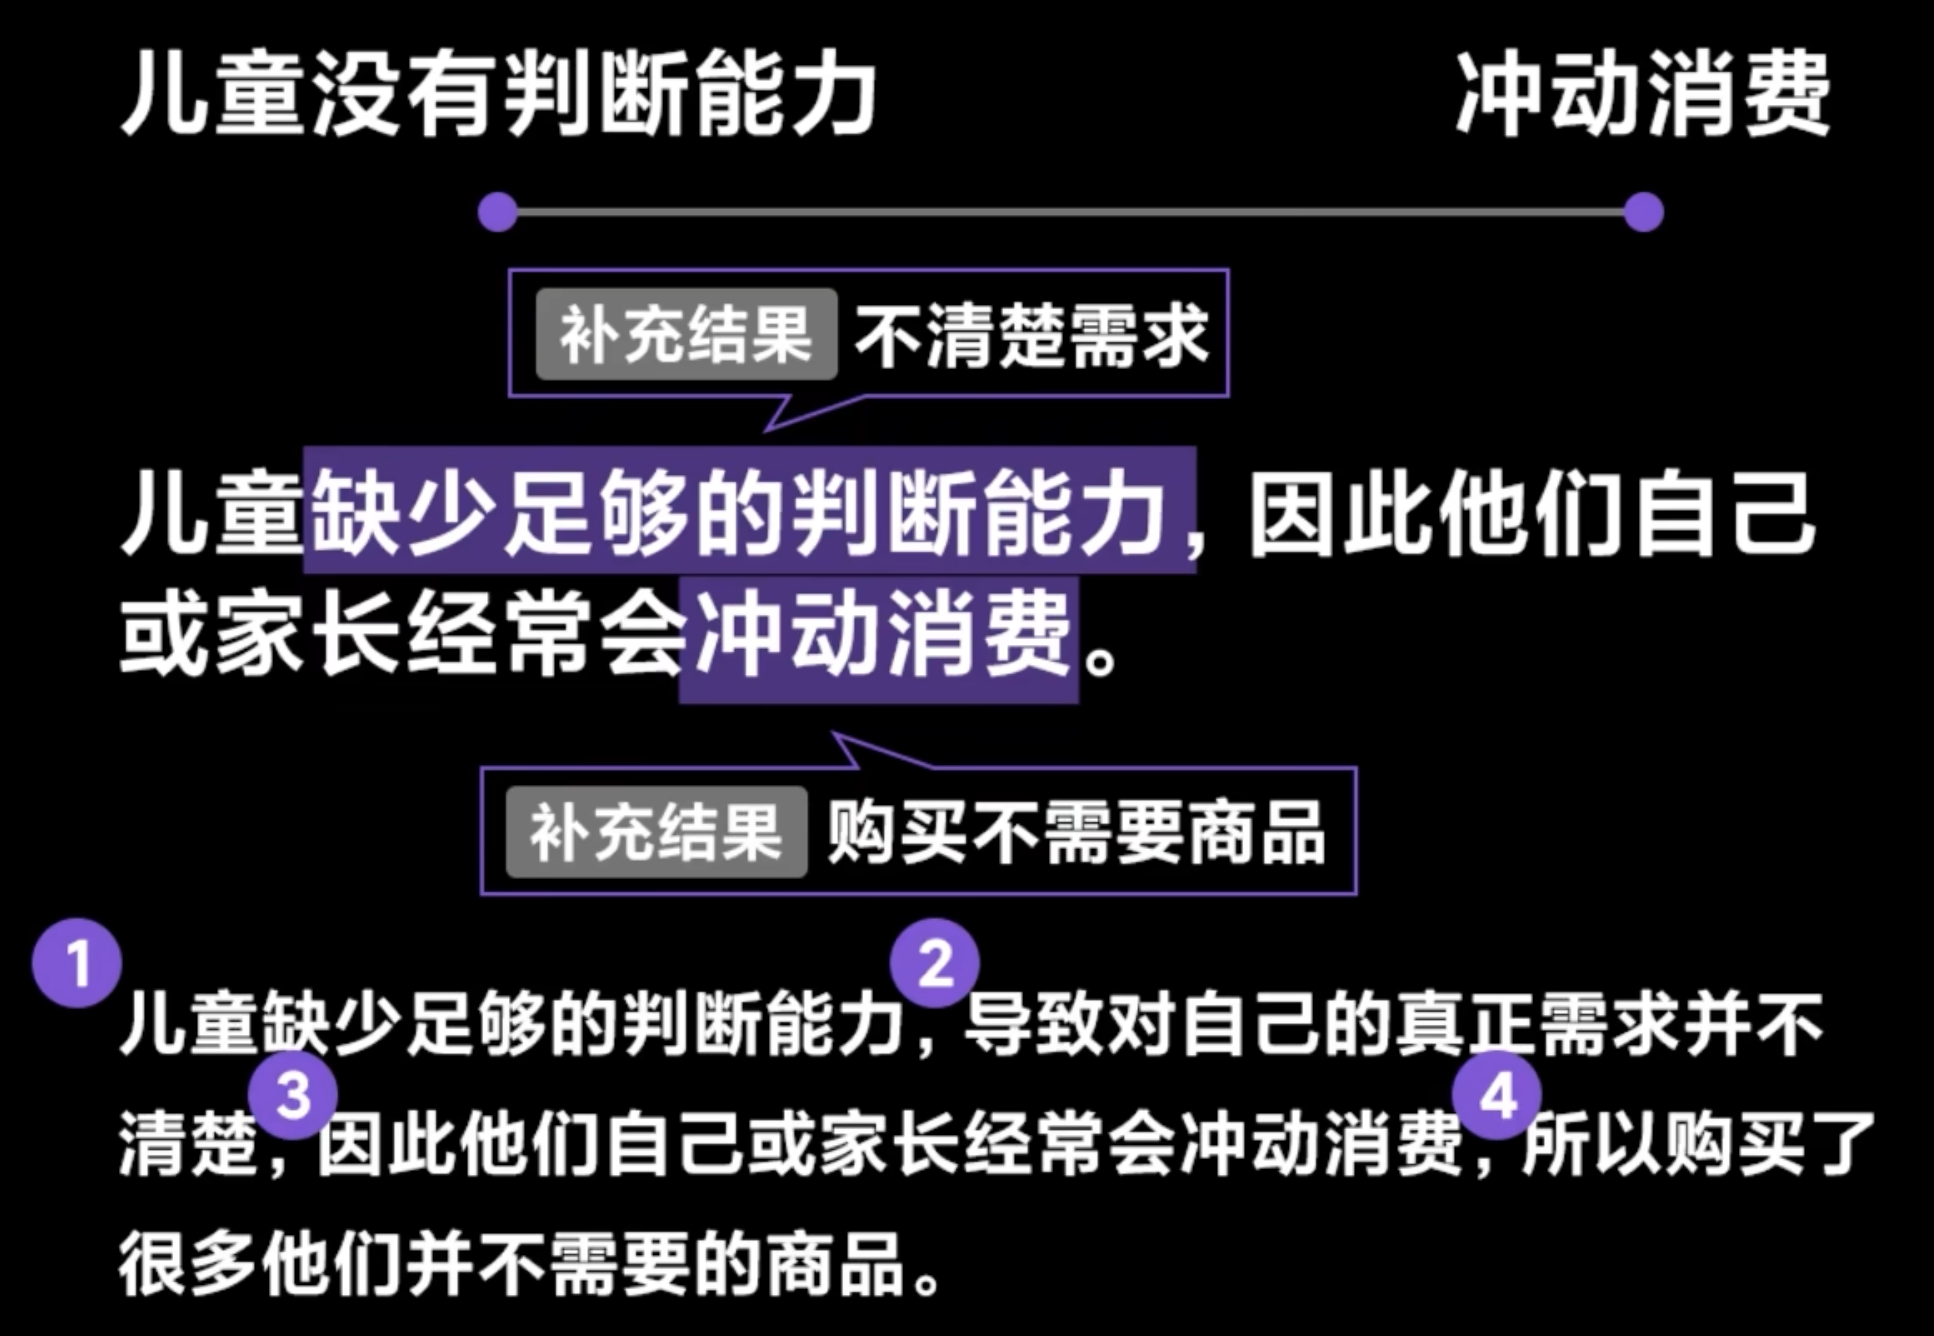 儿童没有判断能力 冲动消费
补充结果 不清楚需求
儿童缺少足够的判断能力，因此他们自己
或家长经常会冲动消费。
补充结果 购买不需要商品
1 2
儿童缺少足够的判断能力，导致对自己的真正需求并不
3 4
清楚，因此他们自己或家长经常会冲动消费，所以购买了
很多他们并不需要的商品。